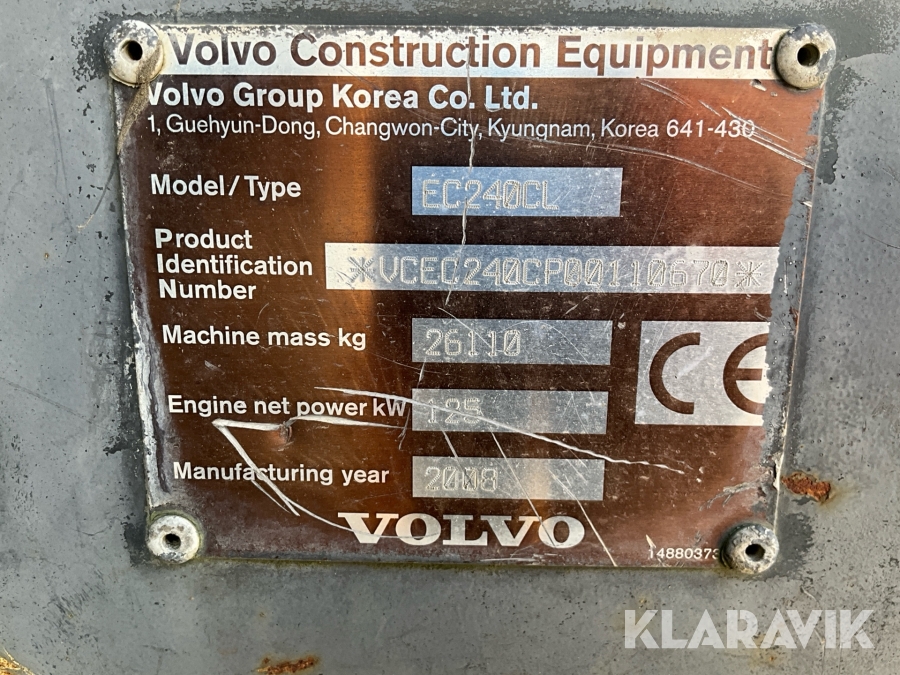 Volvo Construction Equipment
Volvo Group Korea Co. Ltd.
1, Guehyun-Dong, Changwon-City, Kyungnam, Korea 641-430
Model/Type EC240CL
Product Identification Number *VCEC240CP00110670*
Machine mass kg 26110
CE
Engine net power kW 125
Manufacturing year 2008
VOLVO
14880373
KLARAVIK